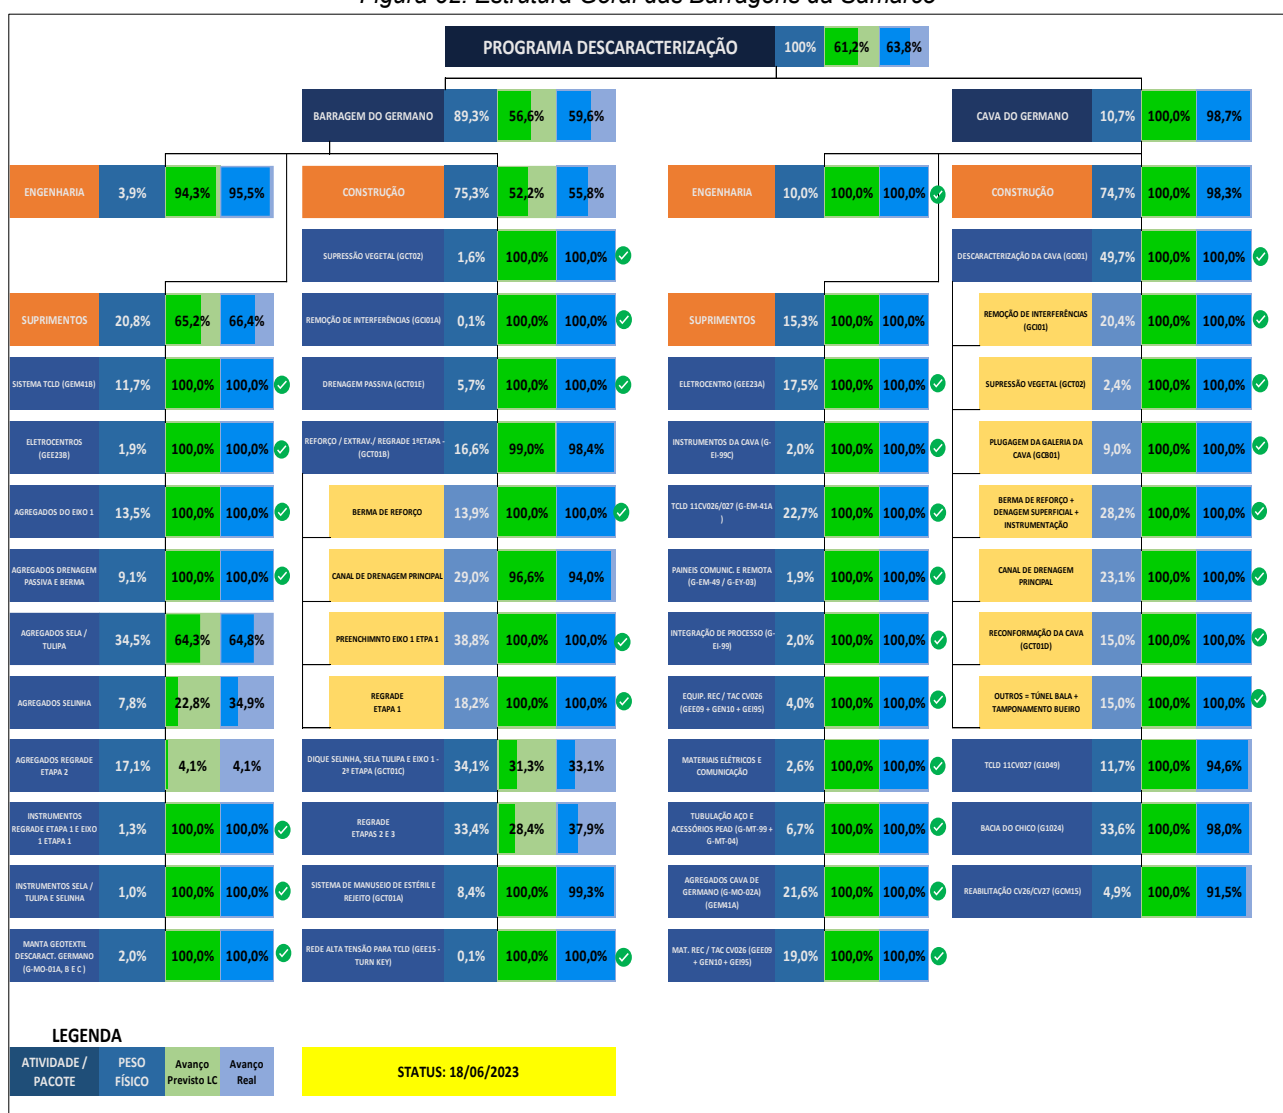 Figura 02: Estrutura Geral das Barragens da Samarco
PROGRAMA DESCARACTERIZAÇÃO 100% 61,2% 63,8%
BARRAGEM DO GERMANO 89,3% 56,6% 59,6%
CAVA DO GERMANO 10,7% 100,0% 98,7%
ENGENHARIA 3,9% 94,3% 95,5%
SUPRIMENTOS 20,8% 65,2% 66,4%
SISTEMA TCLD (GEM41B) 11,7% 100,0% 100,0%
ELETROCENTROS
(GEE23B) 1,9% 100,0% 100,0%
AGREGADOS DO EIXO 1 13,5% 100,0% 100,0%
AGREGADOS DRENAGEM
PASSIVA E BERMA 9,1% 100,0% 100,0%
AGREGADOS SELA /
TULIPA 34,5% 64,3% 64,8%
AGREGADOS SELINHA 7,8% 22,8% 34,9%
AGREGADOS REGRADE
ETAPA 2 17,1% 4,1% 4,1%
INSTRUMENTOS
REGRADE ETAPA 1 E EIXO
1 ETAPA 1 1,3% 100,0% 100,0%
INSTRUMENTOS SELA /
TULIPA E SELINHA 1,0% 100,0% 100,0%
MANTA GEOTEXTIL
DESCARACT. GERMANO
(G-MO-01A, B E C ) 2,0% 100,0% 100,0%
CONSTRUÇÃO 75,3% 52,2% 55,8%
SUPRESSÃO VEGETAL (GCT02) 1,6% 100,0% 100,0%
REMOÇÃO DE INTERFERÊNCIAS (GCI01A) 0,1% 100,0% 100,0%
DRENAGEM PASSIVA (GCT01E) 5,7% 100,0% 100,0%
REFORÇO / EXTRAV./ REGRADE 1ªETAPA -
(GCT01B) 16,6% 99,0% 98,4%
BERMA DE REFORÇO 13,9% 100,0% 100,0%
CANAL DE DRENAGEM PRINCIPAL 29,0% 96,6% 94,0%
PREENCHIMNTO EIXO 1 ETPA 1 38,8% 100,0% 100,0%
REGRADE
ETAPA 1 18,2% 100,0% 100,0%
DIQUE SELINHA, SELA TULIPA E EIXO 1 -
2ª ETAPA (GCT01C) 34,1% 31,3% 33,1%
REGRADE
ETAPAS 2 E 3 33,4% 28,4% 37,9%
SISTEMA DE MANUSEIO DE ESTÉRIL E
REJEITO (GCT01A) 8,4% 100,0% 99,3%
REDE ALTA TENSÃO PARA TCLD (GEE15 -
TURN KEY) 0,1% 100,0% 100,0%
ENGENHARIA 10,0% 100,0% 100,0%
SUPRIMENTOS 15,3% 100,0% 100,0%
ELETROCENTRO (GEE23A) 17,5% 100,0% 100,0%
INSTRUMENTOS DA CAVA (G-
EI-99C) 2,0% 100,0% 100,0%
TCLD 11CV026/027 (G-EM-41A
) 22,7% 100,0% 100,0%
PAINEIS COMUNIC. E REMOTA
(G-EM-49 / G-EY-03) 1,9% 100,0% 100,0%
INTEGRAÇÃO DE PROCESSO (G-
EI-99) 2,0% 100,0% 100,0%
EQUIP. REC / TAC CV026
(GEE09 + GEN10 + GEI95) 4,0% 100,0% 100,0%
MATERIAIS ELÉTRICOS E
COMUNICAÇÃO 2,6% 100,0% 100,0%
TUBULAÇÃO AÇO E
ACESSÓRIOS PEAD (G-MT-99 +
G-MT-04) 6,7% 100,0% 100,0%
AGREGADOS CAVA DE
GERMANO (G-MO-02A)
(GEM41A) 21,6% 100,0% 100,0%
MAT. REC / TAC CV026 (GEE09
+ GEN10 + GEI95) 19,0% 100,0% 100,0%
CONSTRUÇÃO 74,7% 100,0% 98,3%
DESCARACTERIZAÇÃO DA CAVA (GCI01) 49,7% 100,0% 100,0%
REMOÇÃO DE INTERFERÊNCIAS
(GCI01) 20,4% 100,0% 100,0%
SUPRESSÃO VEGETAL (GCT02) 2,4% 100,0% 100,0%
PLUGAGEM DA GALERIA DA
CAVA (GCB01) 9,0% 100,0% 100,0%
BERMA DE REFORÇO +
DENAGEM SUPERFICIAL +
INSTRUMENTAÇÃO 28,2% 100,0% 100,0%
CANAL DE DRENAGEM
PRINCIPAL 23,1% 100,0% 100,0%
RECONFORMAÇÃO DA CAVA
(GCT01D) 15,0% 100,0% 100,0%
OUTROS = TÚNEL BALA +
TAMPONAMENTO BUEIRO 15,0% 100,0% 100,0%
TCLD 11CV027 (G1049) 11,7% 100,0% 94,6%
BACIA DO CHICO (G1024) 33,6% 100,0% 98,0%
REABILITAÇÃO CV26/CV27 (GCM15) 4,9% 100,0% 91,5%
LEGENDA
ATIVIDADE /
PACOTE
PESO
FÍSICO
Avanço
Previsto LC
Avanço
Real
STATUS: 18/06/2023